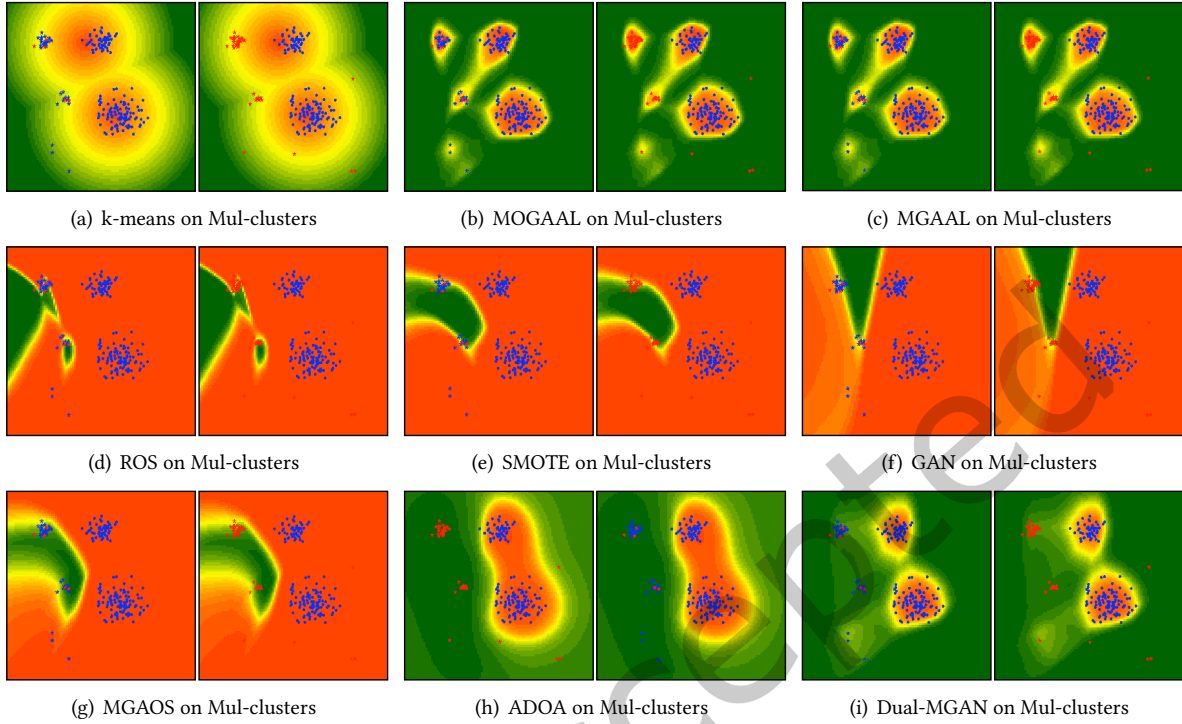 (a) k-means on Mul-clusters
(b) MOGAAL on Mul-clusters
(c) MGAAL on Mul-clusters
(d) ROS on Mul-clusters
(e) SMOTE on Mul-clusters
(f) GAN on Mul-clusters
(g) MGAOS on Mul-clusters
(h) ADOA on Mul-clusters
(i) Dual-MGAN on Mul-clusters
cepted